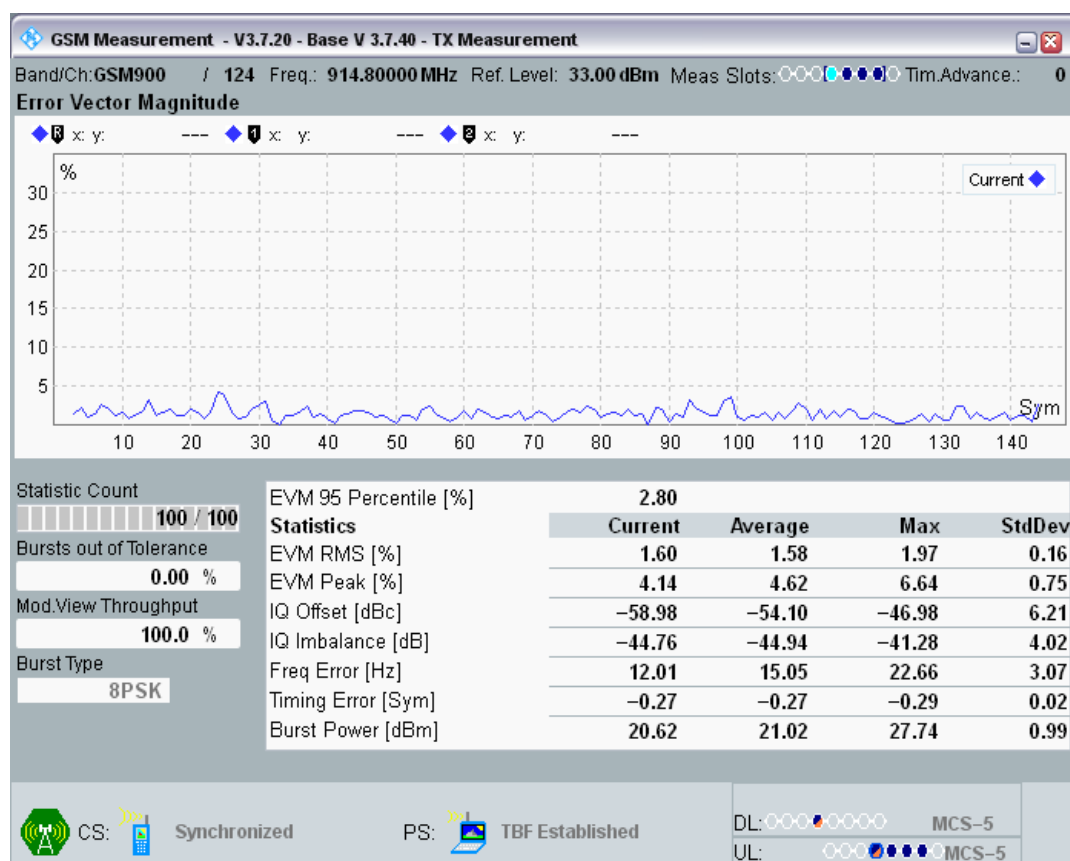 GSM Measurement - V3.7.20 - Base V 3.7.40 - TX Measurement
Band/Ch:GSM900 / 124 Freq.: 914.80000 MHz Ref. Level: 33.00 dBm Meas Slots: Tim.Advance.: 0
Error Vector Magnitude
R x: y: --- 1 x: y: --- 2 x: y: ---
%
Current
30
25
20
15
10
5
Sym
10 20 30 40 50 60 70 80 90 100 110 120 130 140
Statistic Count
100 / 100
Bursts out of Tolerance
0.00 %
Mod.View Throughput
100.0 %
Burst Type
8PSK
EVM 95 Percentile [%] 2.80
Statistics Current Average Max StdDev
EVM RMS [%] 1.60 1.58 1.97 0.16
EVM Peak [%] 4.14 4.62 6.64 0.75
IQ Offset [dBc] −58.98 −54.10 −46.98 6.21
IQ Imbalance [dB] −44.76 −44.94 −41.28 4.02
Freq Error [Hz] 12.01 15.05 22.66 3.07
Timing Error [Sym] −0.27 −0.27 −0.29 0.02
Burst Power [dBm] 20.62 21.02 27.74 0.99
CS: Synchronized PS: TBF Established
DL: MCS−5
UL: MCS−5